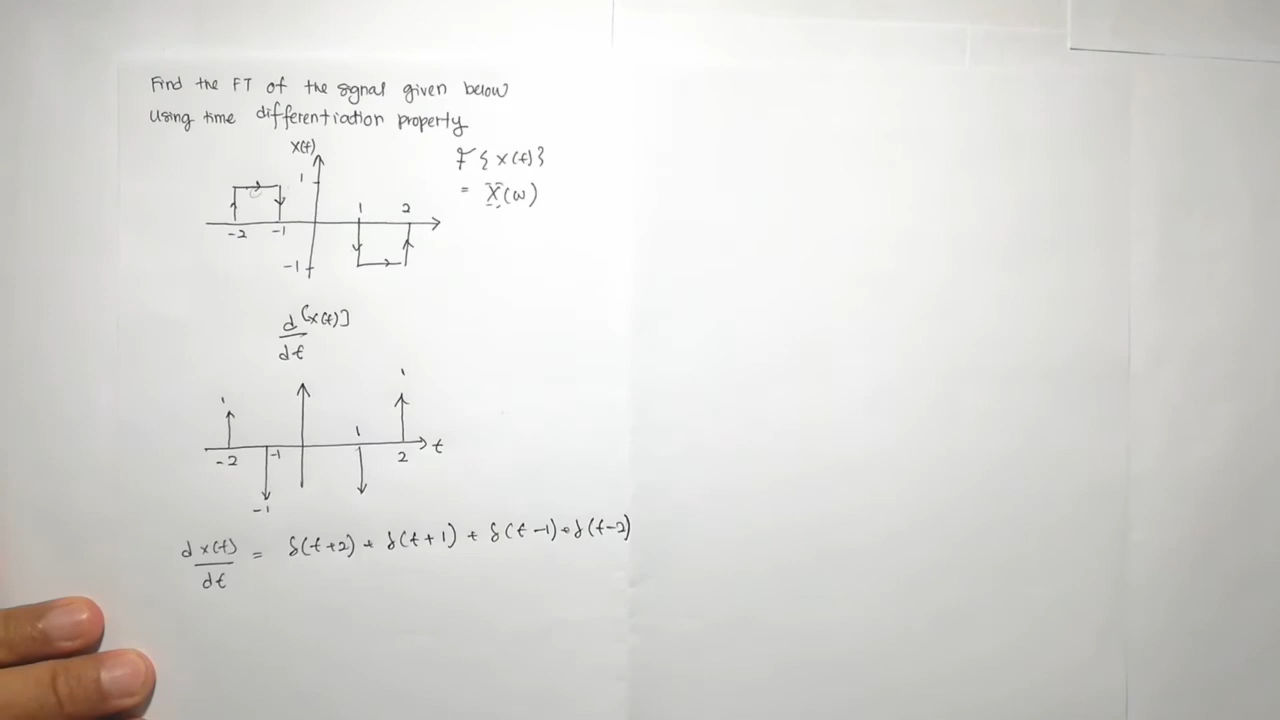 Find the FT of the signal given below
Using time differentiation property
x(t)
1
1
2
-2
-1
-1
F{x(t)}
= X(ω)
d[x(t)]
dt
1
1
1
-2
-1
2
t
-1
dx(t)
dt
= δ(t+2) + δ(t+1) + δ(t-1) + δ(t-2)